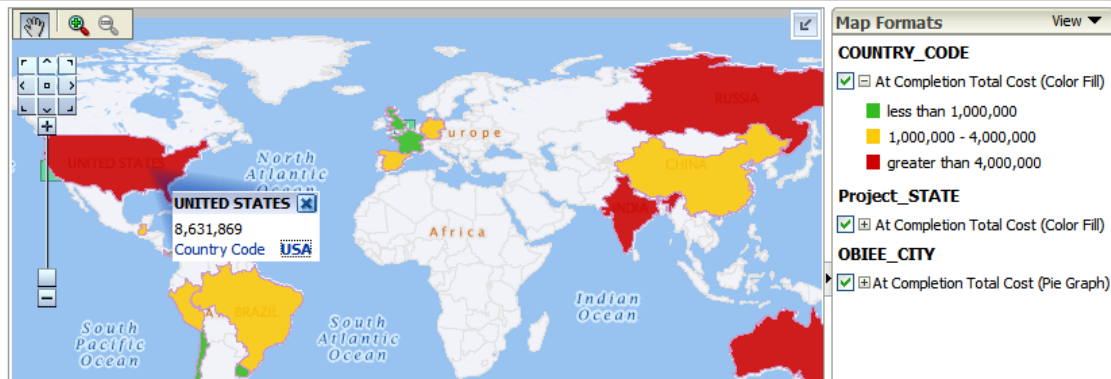 Map Formats
View
COUNTRY_CODE
At Completion Total Cost (Color Fill)
less than 1,000,000
1,000,000 - 4,000,000
greater than 4,000,000
Project_STATE
At Completion Total Cost (Color Fill)
OBIEE_CITY
At Completion Total Cost (Pie Graph)
RUSSIA
Europe
UNITED STATES
North
Atlantic
Ocean
CHINA
UNITED STATES
8,631,869
Country Code USA
INDIA
Africa
BRAZIL
Indian
Ocean
South
Pacific
Ocean
South
Atlantic
Ocean